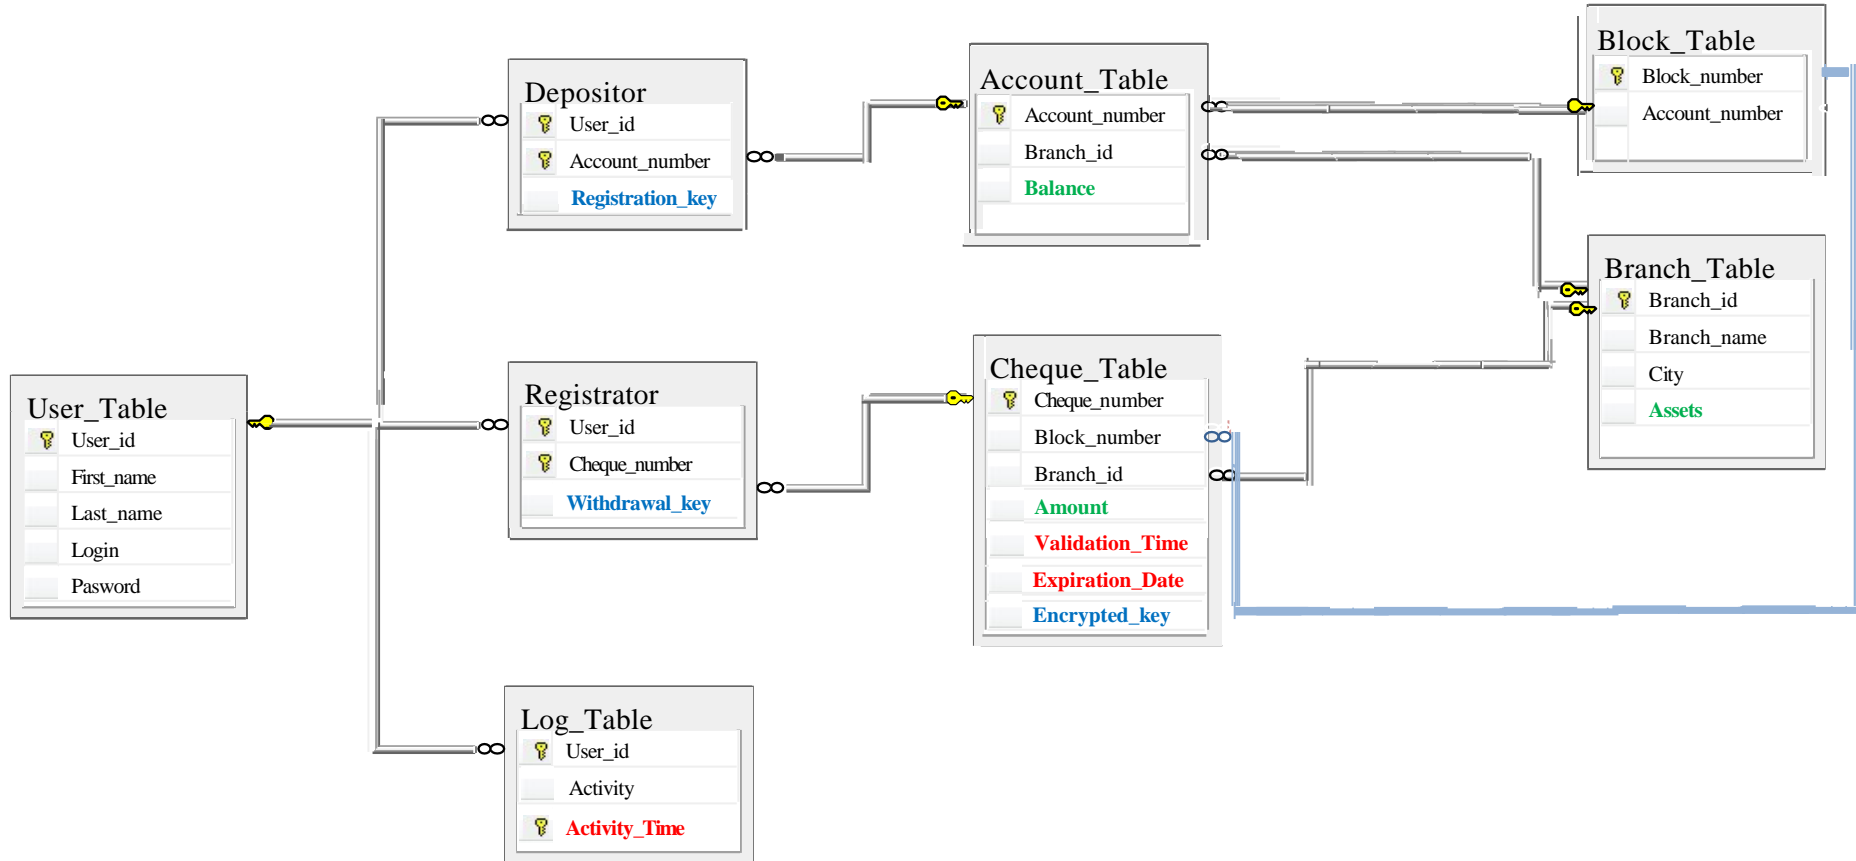 Depositor
User_id
Account_number
Registration_key
Account_Table
Account_number
Branch_id
Balance
Block_Table
Block_number
Account_number
Branch_Table
Branch_id
Branch_name
City
Assets
User_Table
User_id
First_name
Last_name
Login
Pasword
Registrator
User_id
Cheque_number
Withdrawal_key
Cheque_Table
Cheque_number
Block_number
Branch_id
Amount
Validation_Time
Expiration_Date
Encrypted_key
Log_Table
User_id
Activity
Activity_Time